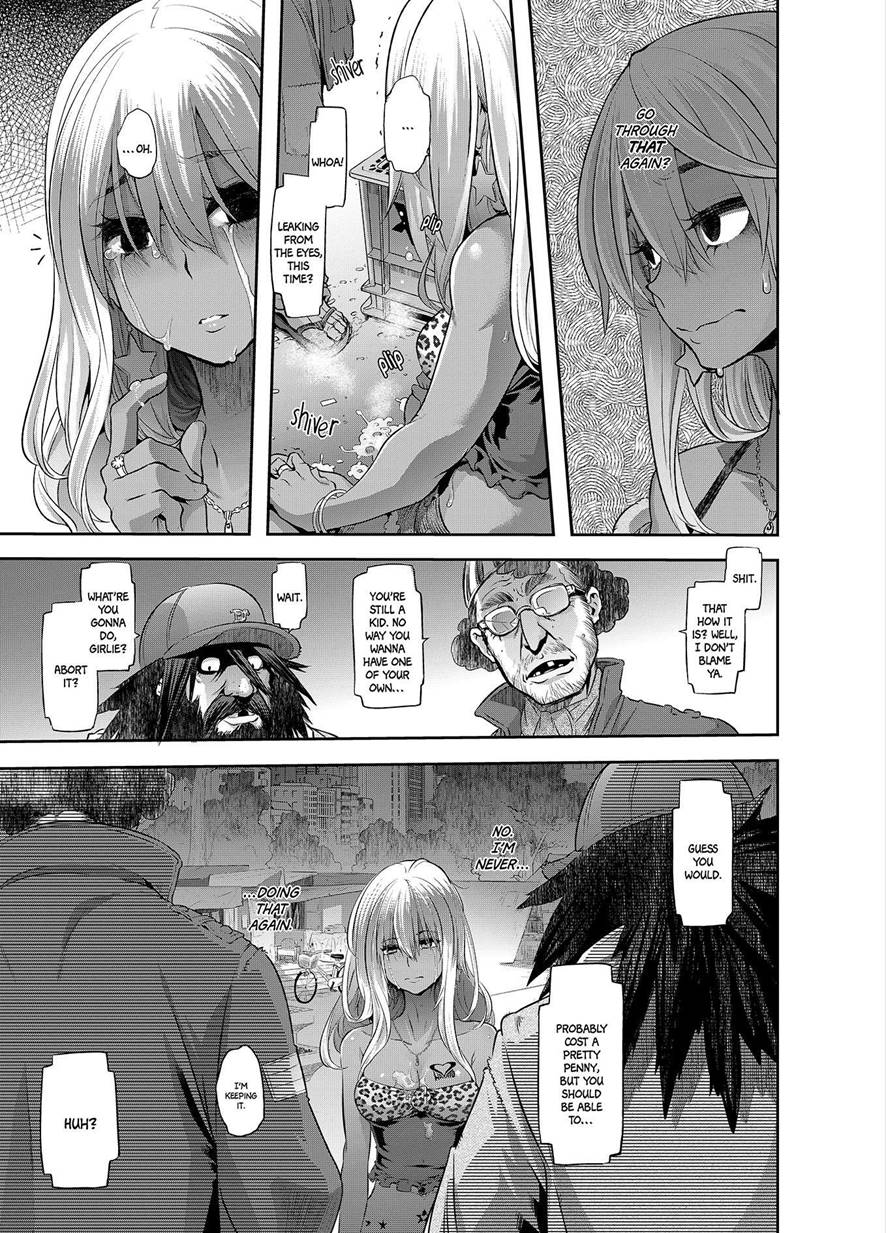 GO
THROUGH
THAT
AGAIN?
...
shiver
WHOA!
LEAKING
FROM
THE EYES,
THIS
TIME?
plip
plip
shiver
...OH.
SHIT.
THAT
HOW IT
IS? WELL,
I DON'T
BLAME
YA.
YOU'RE
STILL A
KID. NO
WAY YOU
WANNA
HAVE ONE
OF YOUR
OWN...
WAIT.
WHAT'RE
YOU
GONNA
DO,
GIRLIE?
ABORT
IT?
GUESS
YOU
WOULD.
PROBABLY
COST A
PRETTY
PENNY,
BUT YOU
SHOULD
BE ABLE
TO...
NO.
I'M
NEVER...
...DOING
THAT
AGAIN.
I'M
KEEPING
IT.
HUH?